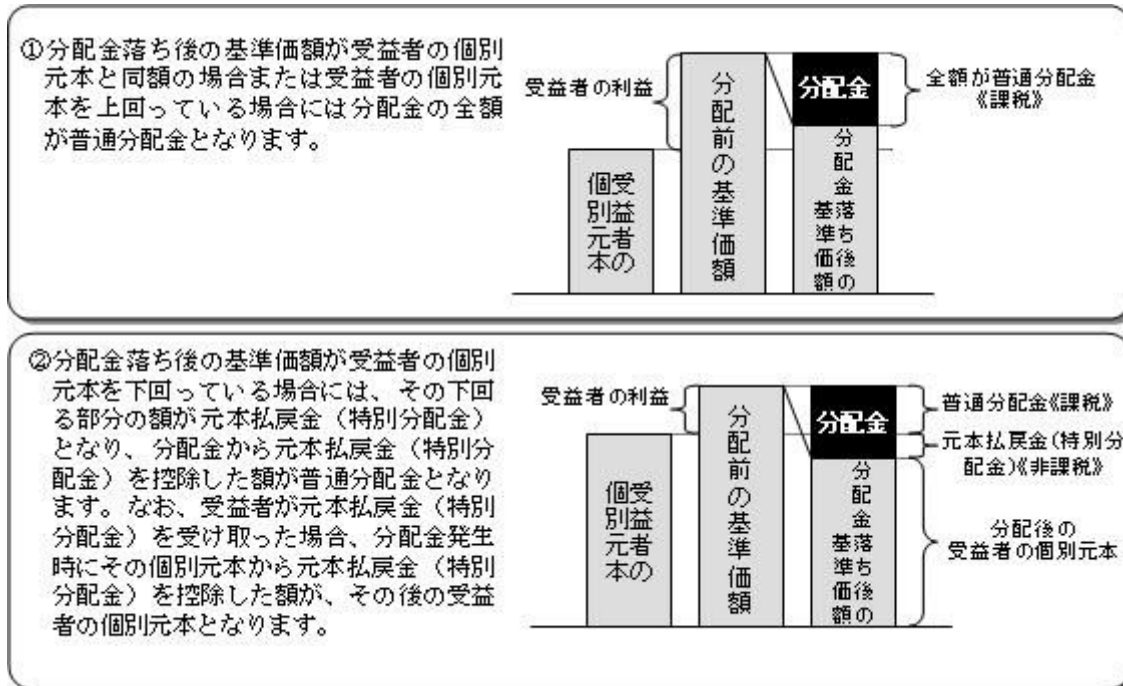 ①分配金落ち後の基準価額が受益者の個別
元本と同額の場合または受益者の個別元
本を上回っている場合には分配金の全額
が普通分配金となります。
受益者の利益
受益者の
個別元本
分配前の基準価額
分配金
分配金落ち後の
基準価額
全額が普通分配金
《課税》
②分配金落ち後の基準価額が受益者の個別
元本を下回っている場合には、その下回
る部分の額が元本払戻金（特別分配金）
となり、分配金から元本払戻金（特別分
配金）を控除した額が普通分配金となり
ます。なお、受益者が元本払戻金（特別
分配金）を受け取った場合、分配金発生
時にその個別元本から元本払戻金（特別
分配金）を控除した額が、その後の受益
者の個別元本となります。
受益者の利益
受益者の
個別元本
分配前の基準価額
分配金
分配金落ち後の
基準価額
普通分配金《課税》
元本払戻金(特別分
配金)《非課税》
分配後の
受益者の個別元本